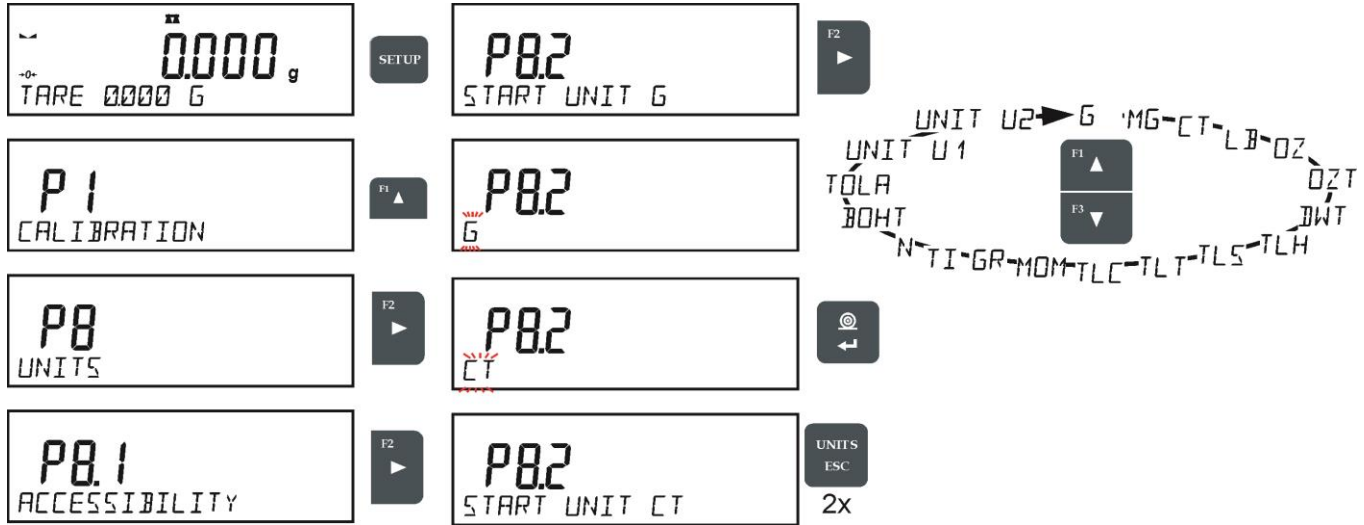 0.000 g
→0←
TARE 0.000 G
SETUP
P1
CALIBRATION
F1
P8
UNITS
F2
P8.1
ACCESSIBILITY
F2
P8.2
START UNIT G
F2
P8.2
G
UNIT U2 G MG-CT-LB-OZ
OZT
DWT
TLH
TLS
TLT
TLC
MOM
GR
TI
N
BOHT
TOLA
UNIT U1
F1
F3
P8.2
CT
P8.2
START UNIT CT
UNITS
ESC
2x